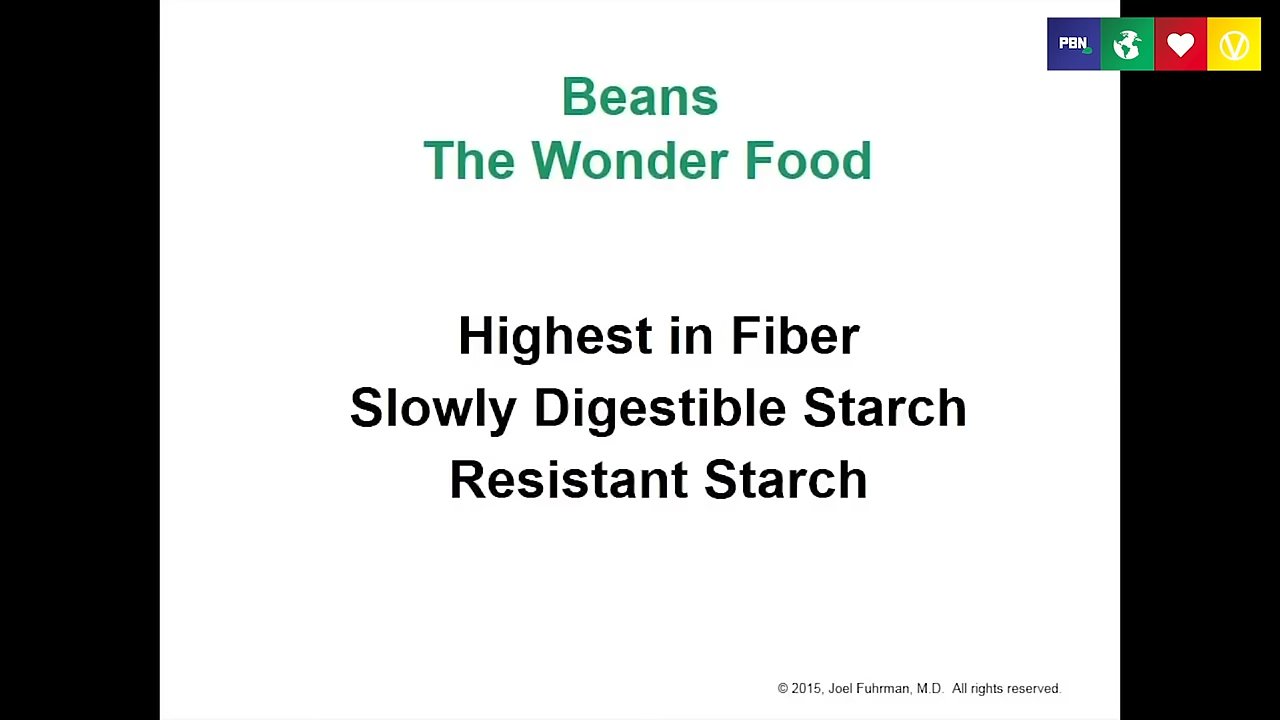 PBN
Beans
The Wonder Food
Highest in Fiber
Slowly Digestible Starch
Resistant Starch
© 2015, Joel Fuhrman, M.D. All rights reserved.